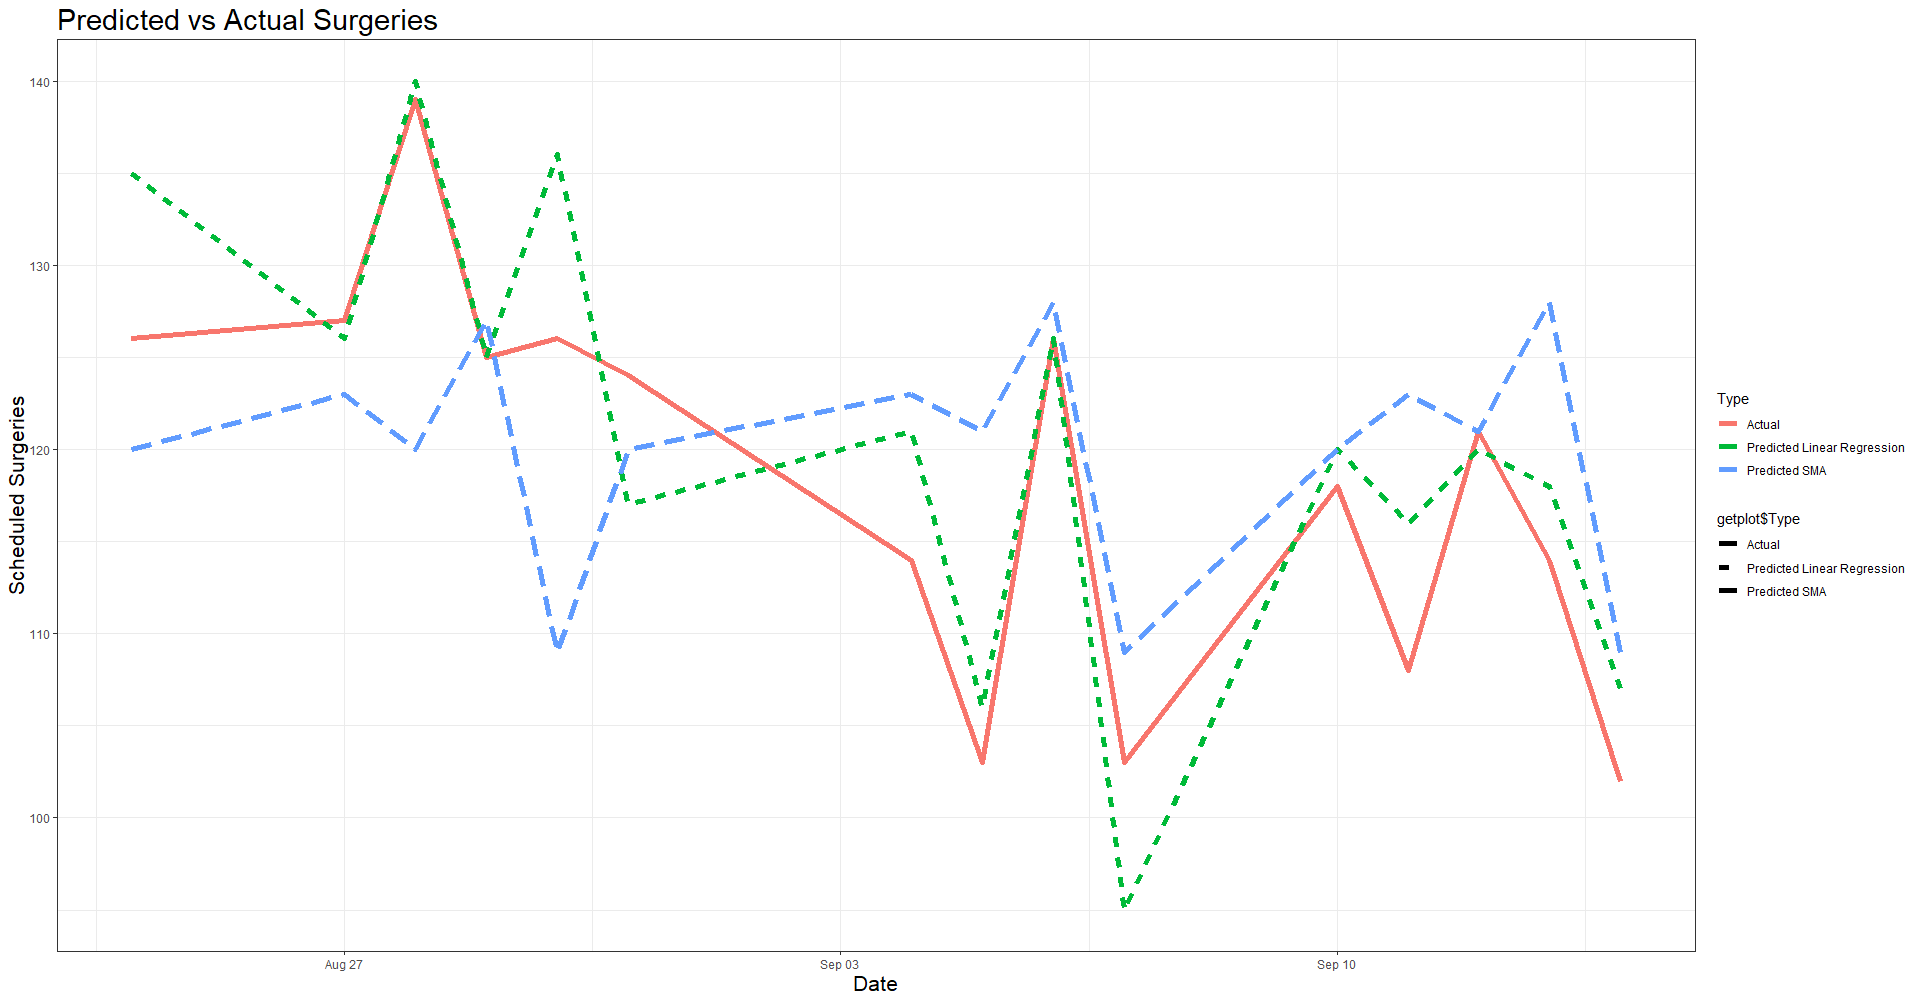 Predicted vs Actual Surgeries
Scheduled Surgeries
140
130
120
110
100
Aug 27
Sep 03
Sep 10
Date
Type
Actual
Predicted Linear Regression
Predicted SMA
getplot$Type
Actual
Predicted Linear Regression
Predicted SMA